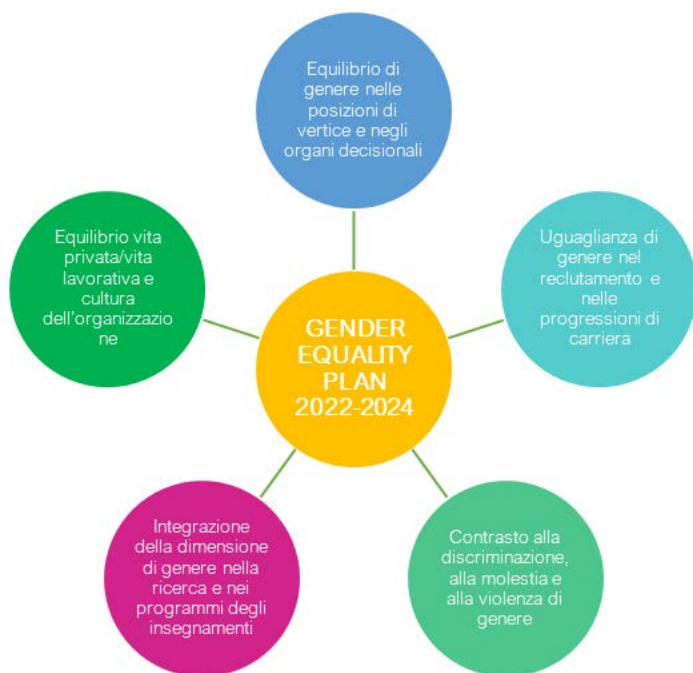 Equilibrio di
genere nelle
posizioni di
vertice e negli
organi decisionali
Equilibrio vita
privata/vita
lavorativa e
cultura
dell'organizzazio
ne
Uguaglianza di
genere nel
reclutamento e
nelle
progressioni di
carriera
GENDER
EQUALITY
PLAN
2022-2024
Integrazione
della dimensione
di genere nella
ricerca e nei
programmi degli
insegnamenti
Contrasto alla
discriminazione,
alla molestia e
alla violenza di
genere